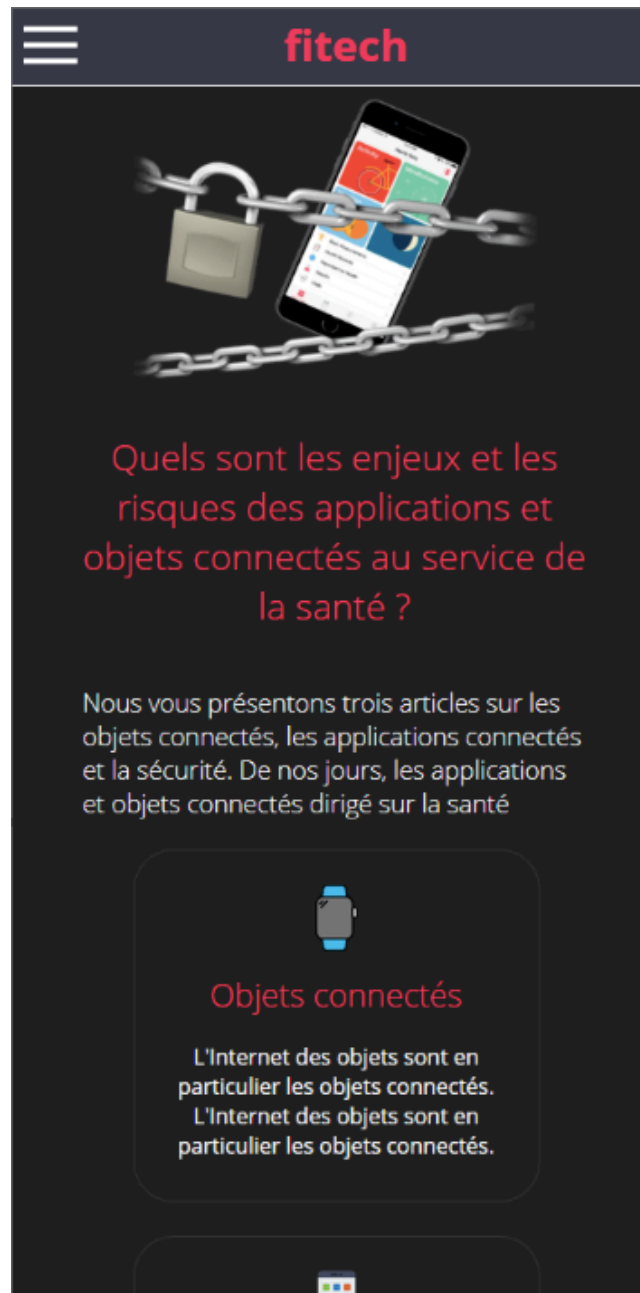 fitech
Quels sont les enjeux et les
risques des applications et
objets connectés au service de
la santé ?
Nous vous présentons trois articles sur les
objets connectés, les applications connectés
et la sécurité. De nos jours, les applications
et objets connectés dirigé sur la santé
Objets connectés
L'Internet des objets sont en
particulier les objets connectés.
L'Internet des objets sont en
particulier les objets connectés.